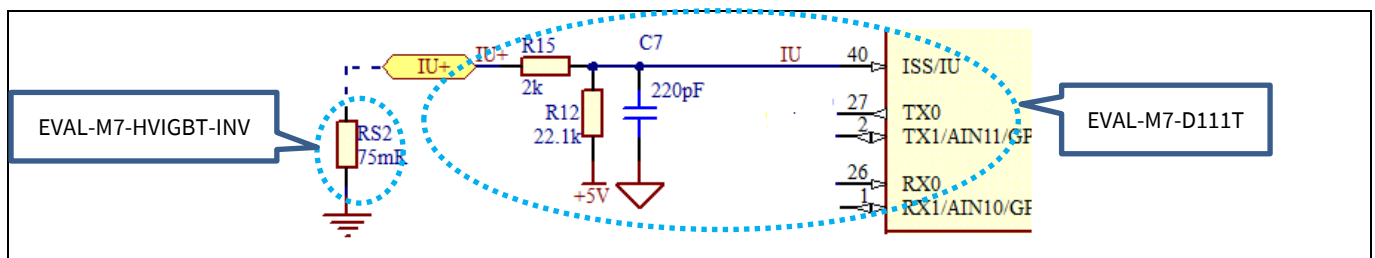 EVAL-M7-HVIGBT-INV
IU+
IU+
R15
2k
R12
22.1k
+5V
C7
220pF
RS2
75mR
IU
40
ISS/IU
27
TX0
2
TX1/AIN11/GP
26
RX0
1
RX1/AIN10/GP
EVAL-M7-D111T